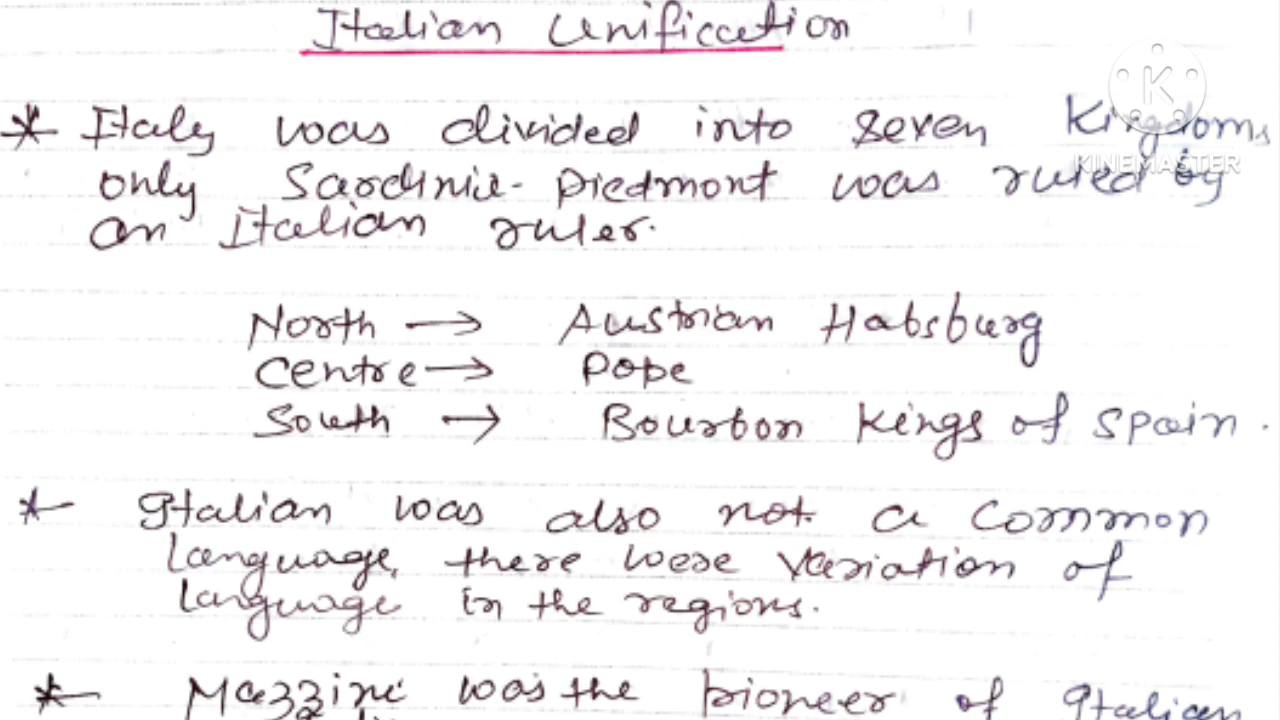 Italian Unification
* Italy was divided into seven Kingdoms
only Sardinia-Piedmont was ruled by
an Italian ruler.
North → Austrian Habsburg
Centre → Pope
South → Bourbon Kings of Spain.
* Italian was also not a common
language, there were variation of
language in the regions.
* Mazzini was the pioneer of Italian
K
KINEMASTER